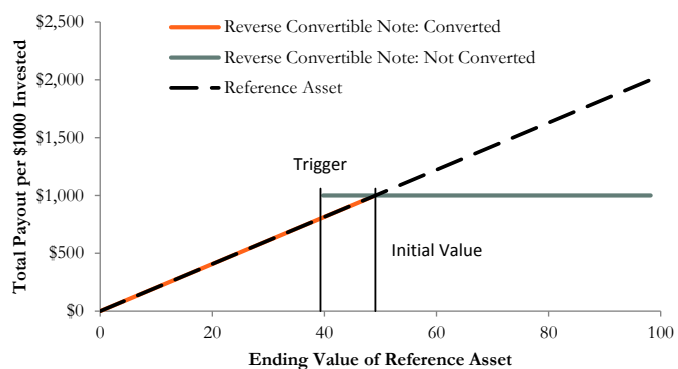 $2,500
$2,000
$1,500
$1,000
$500
$0
Total Payout per $1000 Invested
Reverse Convertible Note: Converted
Reverse Convertible Note: Not Converted
Reference Asset
Trigger
Initial Value
0 20 40 60 80 100
Ending Value of Reference Asset